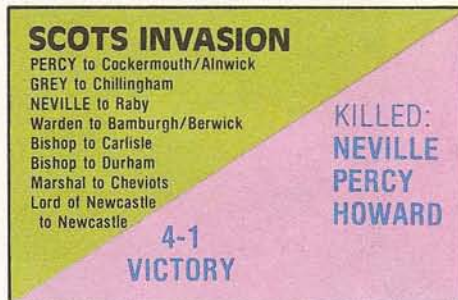 SCOTS INVASION
PERCY to Cockermouth/Alnwick
GREY to Chillingham
NEVILLE to Raby
Warden to Bamburgh/Berwick
Bishop to Carlisle
Bishop to Durham
Marshal to Cheviots
Lord of Newcastle
to Newcastle
4-1
VICTORY
KILLED:
NEVILLE
PERCY
HOWARD